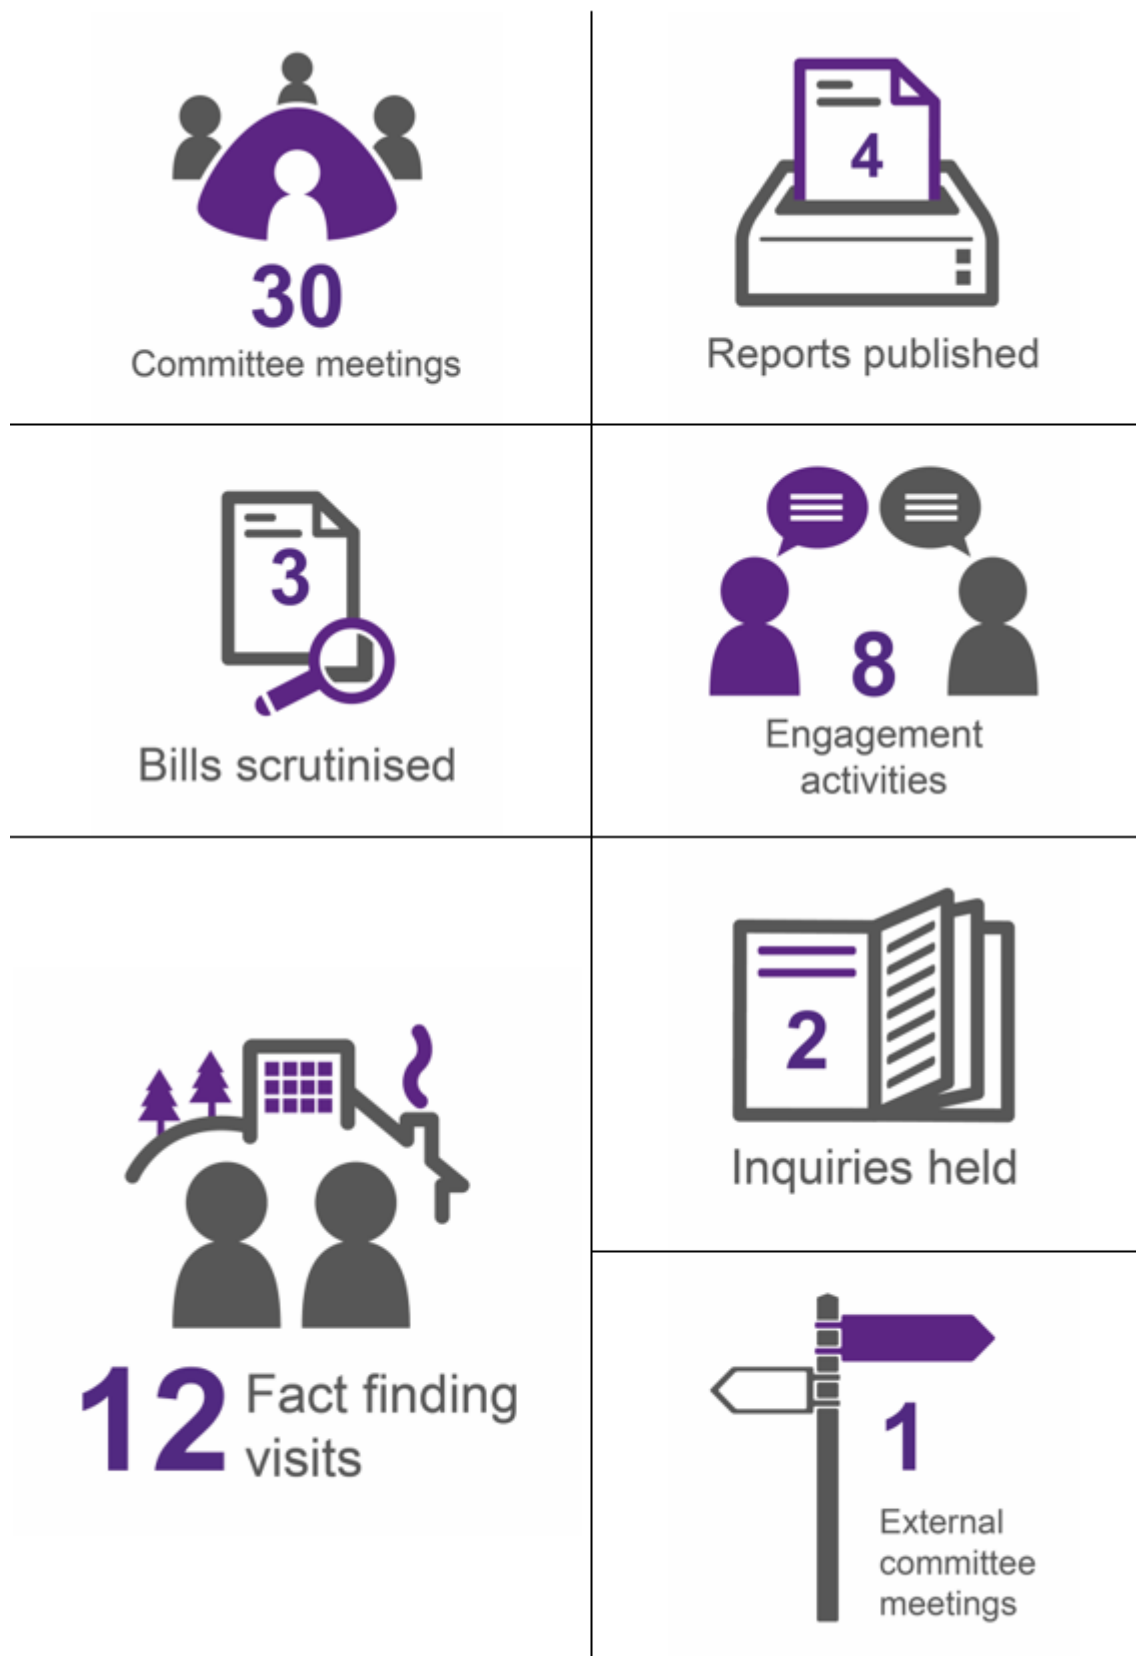 30
Committee meetings
4
Reports published
3
Bills scrutinised
8
Engagement
activities
12 Fact finding
visits
2
Inquiries held
1
External
committee
meetings